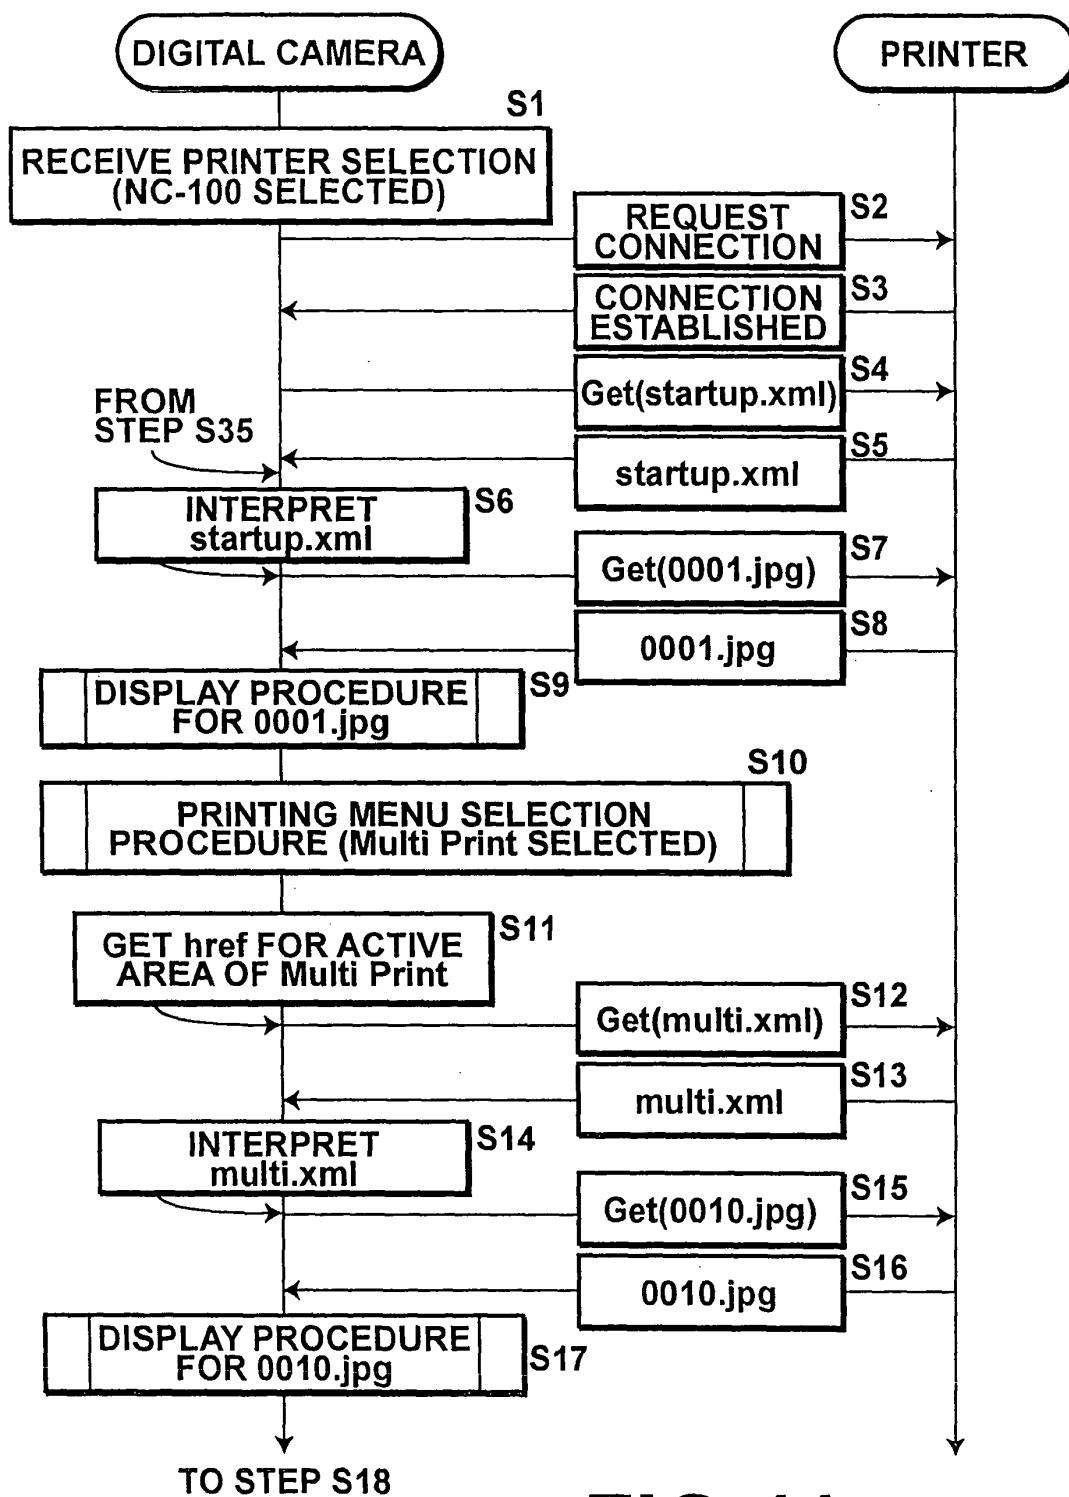 DIGITAL CAMERA
PRINTER
S1
RECEIVE PRINTER SELECTION
(NC-100 SELECTED)
REQUEST
CONNECTION
S2
CONNECTION
ESTABLISHED
S3
Get(startup.xml)
S4
FROM
STEP S35
startup.xml
S5
INTERPRET
startup.xml
S6
Get(0001.jpg)
S7
0001.jpg
S8
DISPLAY PROCEDURE
FOR 0001.jpg
S9
S10
PRINTING MENU SELECTION
PROCEDURE (Multi Print SELECTED)
GET href FOR ACTIVE
AREA OF Multi Print
S11
Get(multi.xml)
S12
multi.xml
S13
INTERPRET
multi.xml
S14
Get(0010.jpg)
S15
0010.jpg
S16
DISPLAY PROCEDURE
FOR 0010.jpg
S17
TO STEP S18